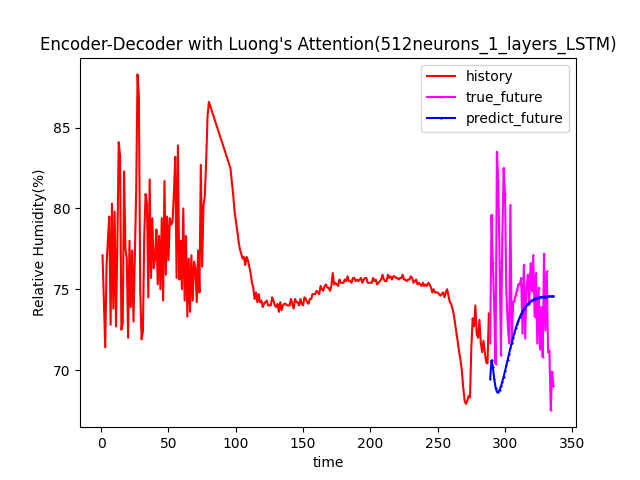 Encoder-Decoder with Luong's Attention(512neurons_1_layers_LSTM)
history
true_future
predict_future
Relative Humidity(%)
85
80
75
70
0 50 100 150 200 250 300 350
time